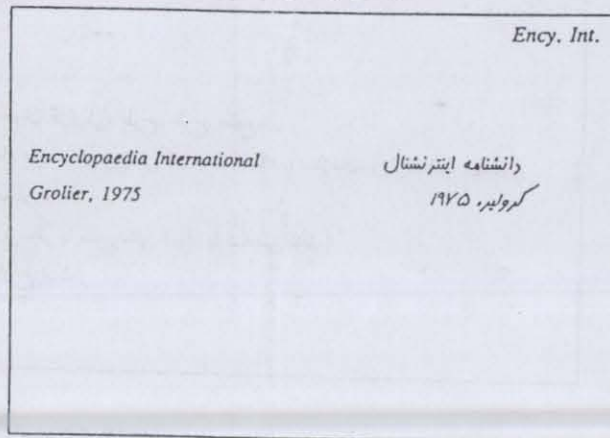 Ency. Int.
Encyclopaedia International
Grolier, 1975
دانشنامه اینترنشنال
گرولیر، ۱۹۷۵